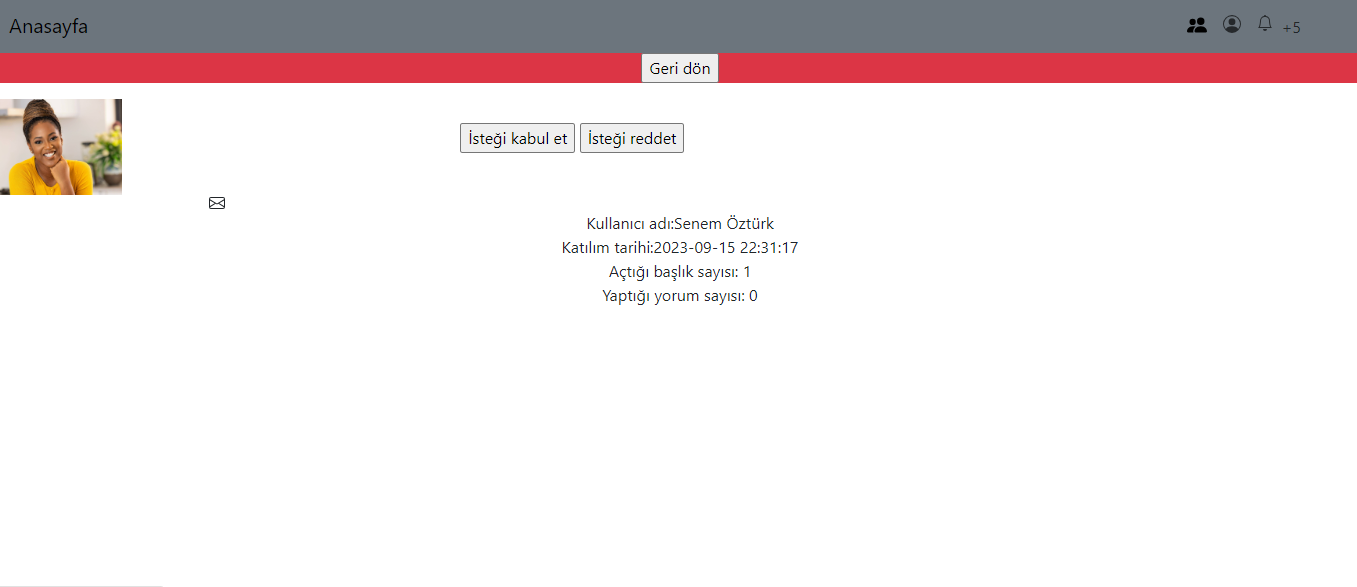 Anasayfa
+5
Geri dön
İsteği kabul et İsteği reddet
Kullanıcı adı:Senem Öztürk
Katılım tarihi:2023-09-15 22:31:17
Açtığı başlık sayısı: 1
Yaptığı yorum sayısı: 0